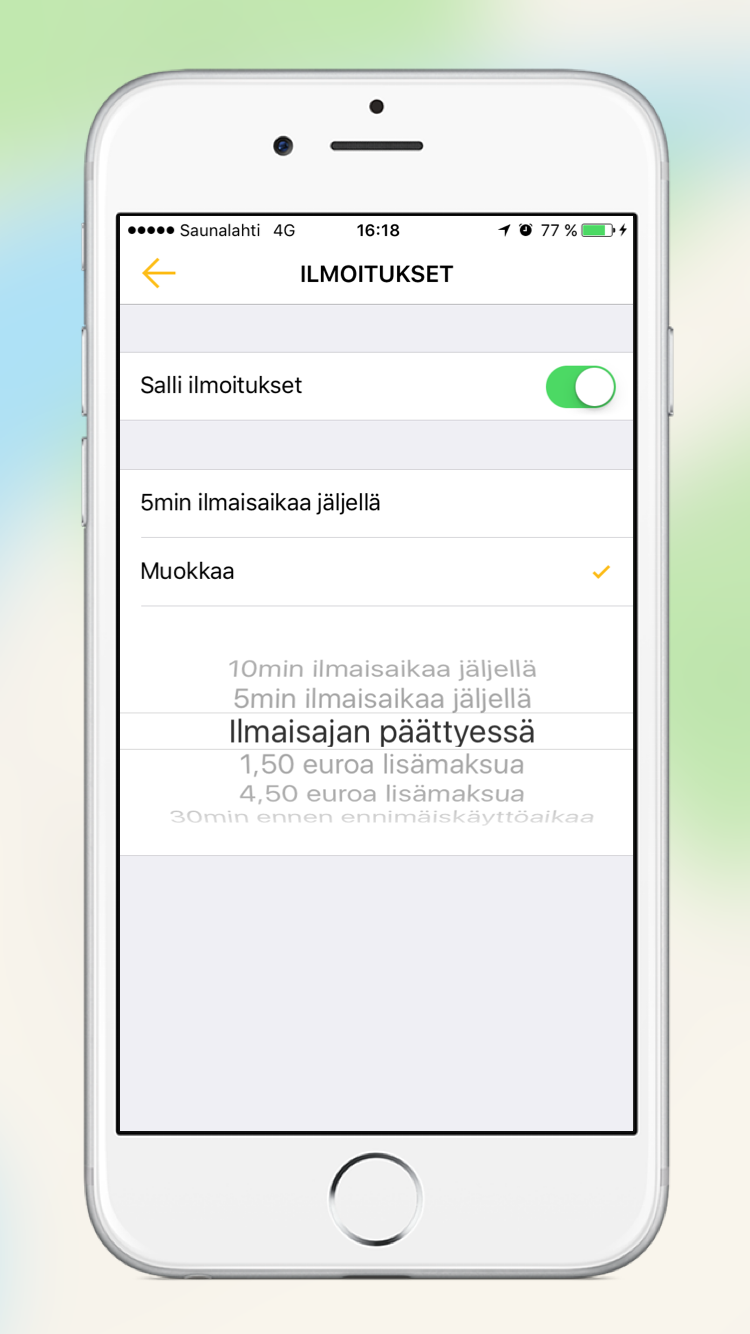 Saunalahti 4G 16:18 77 %
ILMOITUKSET
Salli ilmoitukset
5min ilmaisaikaa jäljellä
Muokkaa
10min ilmaisaikaa jäljellä
5min ilmaisaikaa jäljellä
Ilmaisajan päättyessä
1,50 euroa lisämaksua
4,50 euroa lisämaksua
30min ennen ennimäiskäyttöaikaa